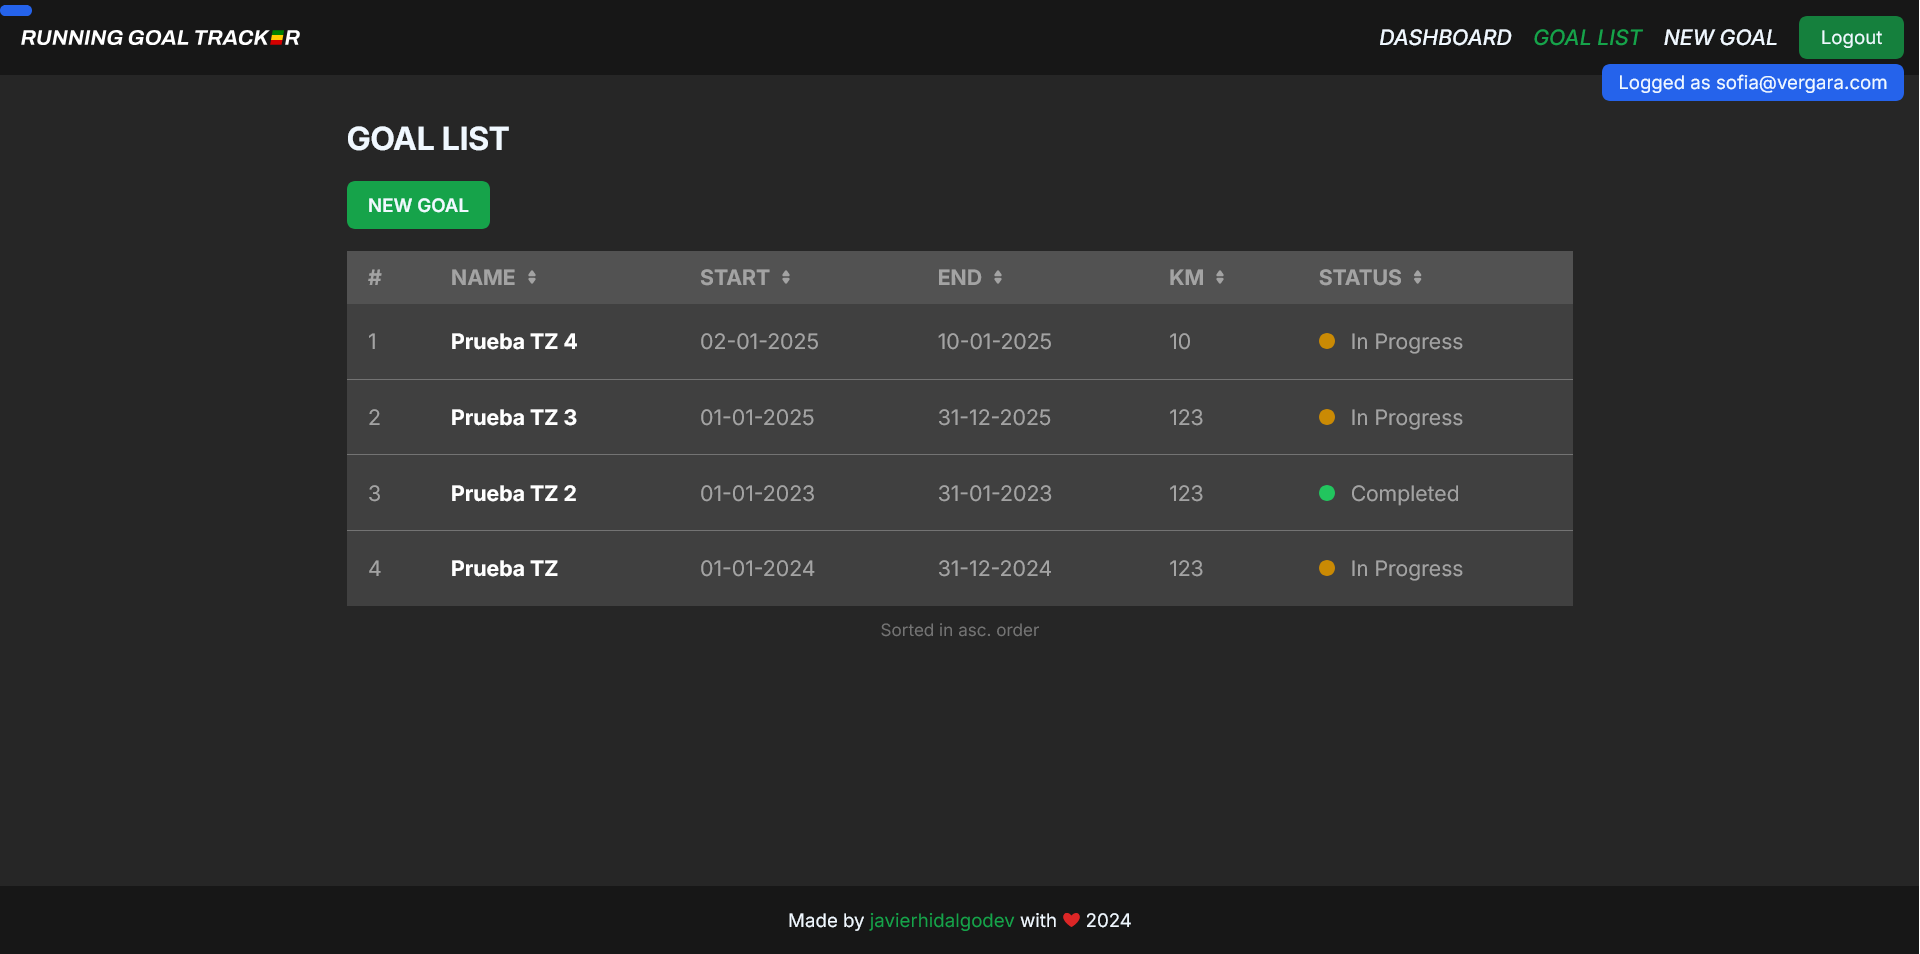 RUNNING GOAL TRACKER
DASHBOARD GOAL LIST NEW GOAL Logout
Logged as sofia@vergara.com
GOAL LIST
NEW GOAL
# NAME START END KM STATUS
1 Prueba TZ 4 02-01-2025 10-01-2025 10 In Progress
2 Prueba TZ 3 01-01-2025 31-12-2025 123 In Progress
3 Prueba TZ 2 01-01-2023 31-01-2023 123 Completed
4 Prueba TZ 01-01-2024 31-12-2024 123 In Progress
Sorted in asc. order
Made by javierhidalgodev with ❤ 2024